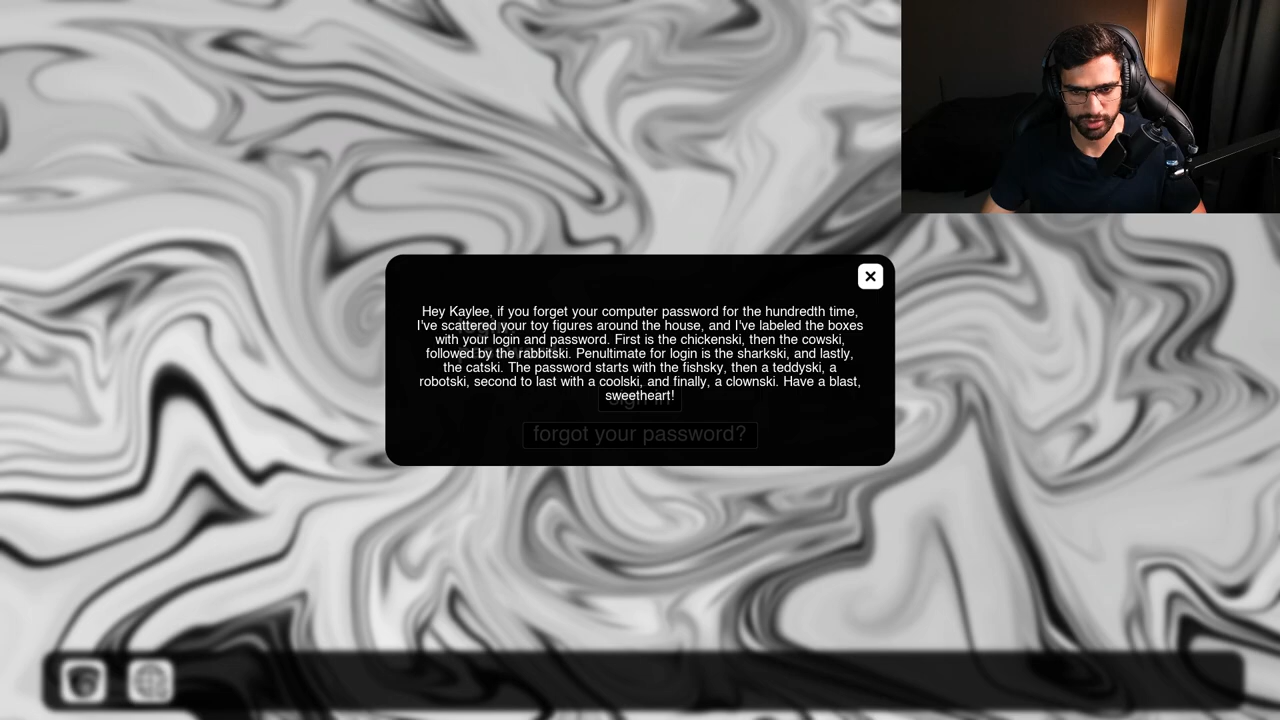 Hey Kaylee, if you forget your computer password for the hundredth time,
I've scattered your toy figures around the house, and I've labeled the boxes
with your login and password. First is the chickenski, then the cowski,
followed by the rabbitski. Penultimate for login is the sharkski, and lastly,
the catski. The password starts with the fishsky, then a teddyski, a
robotski, second to last with a coolski, and finally, a clownski. Have a blast,
sweetheart!
sign in
forgot your password?